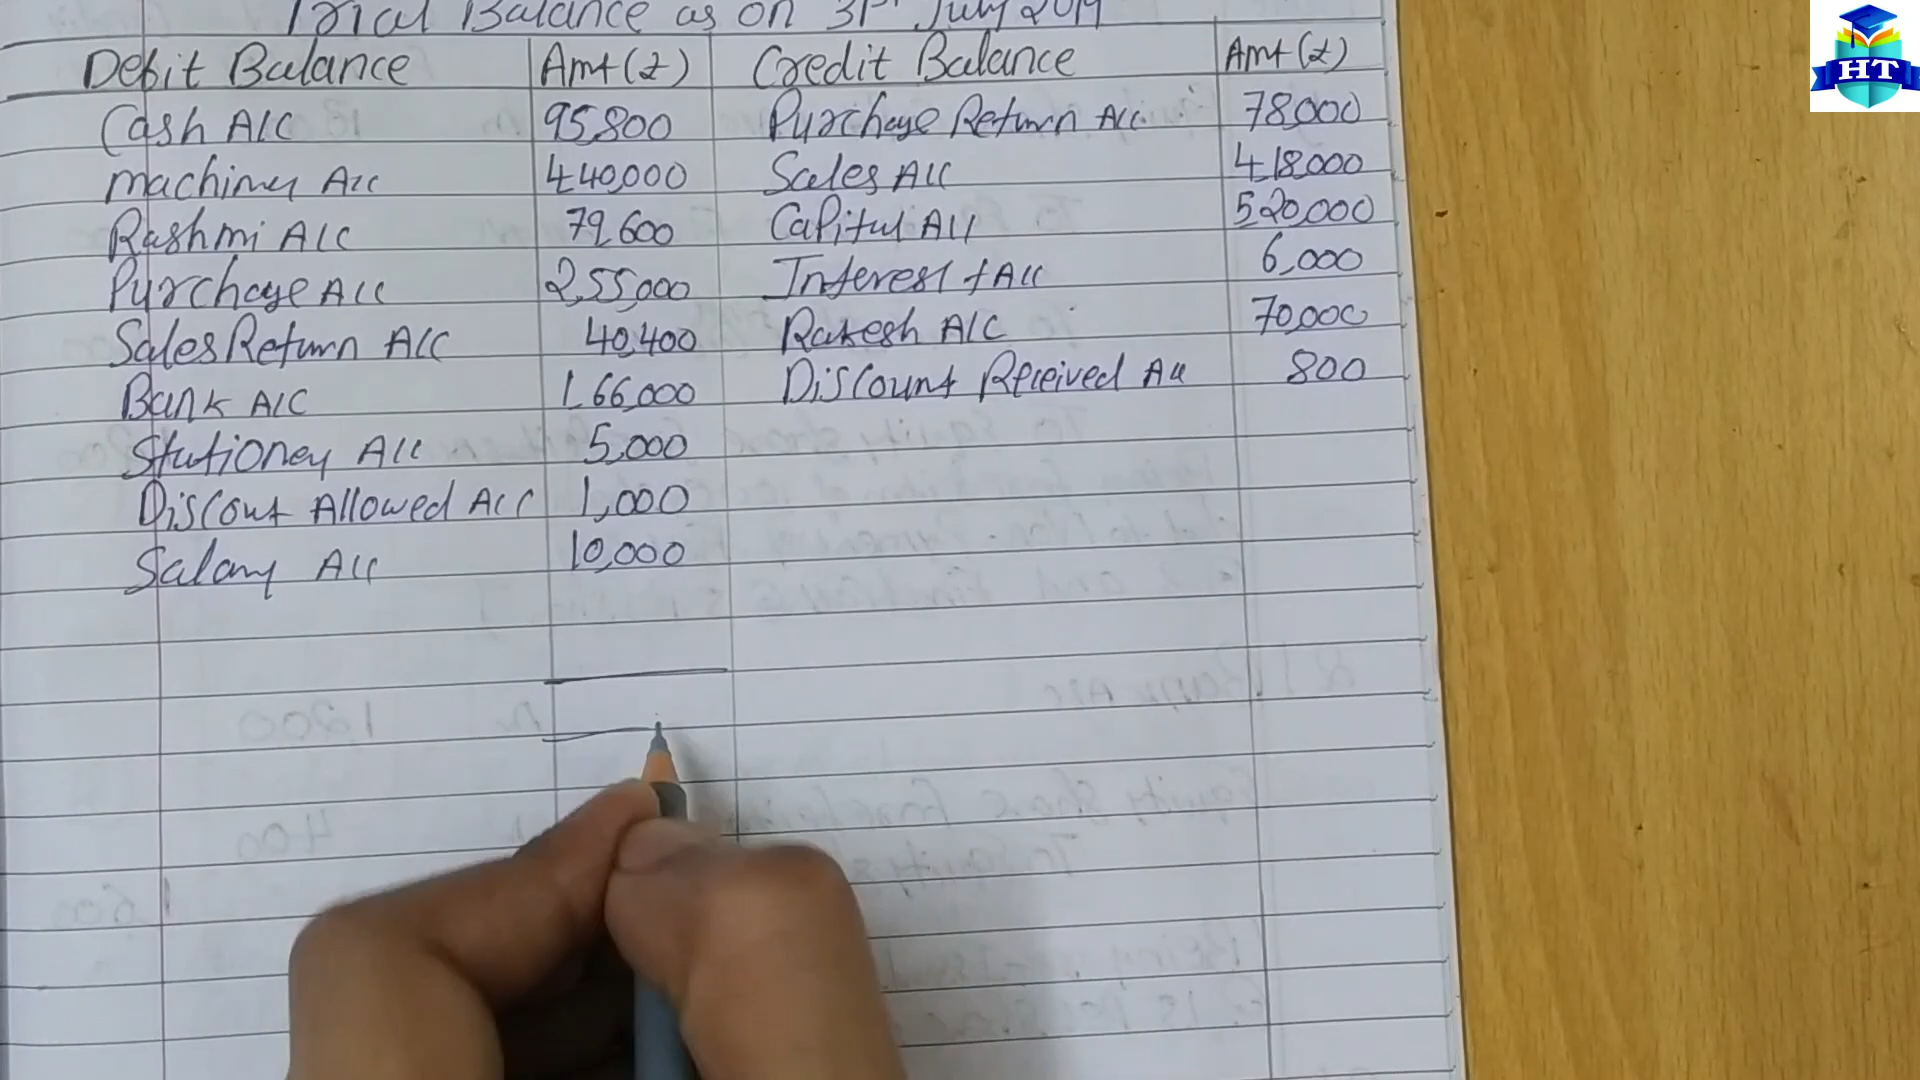 Trial Balance as on 31st July 2019
Debit Balance Amt(₹) Credit Balance Amt(₹)
Cash A/C 95,800 Purchase Return A/c 78,000
Machinery A/c 4,40,000 Sales A/c 4,18,000
Rashmi A/C 79,600 Capital A/c 5,20,000
Purchase A/c 2,55,000 Interest A/c 6,000
Sales Return A/C 40,400 Rakesh A/C 70,000
Bank A/C 1,66,000 Discount Received A/c 800
Stationey A/c 5,000
Discout Allowed A/C 1,000
Salary A/c 10,000
HT